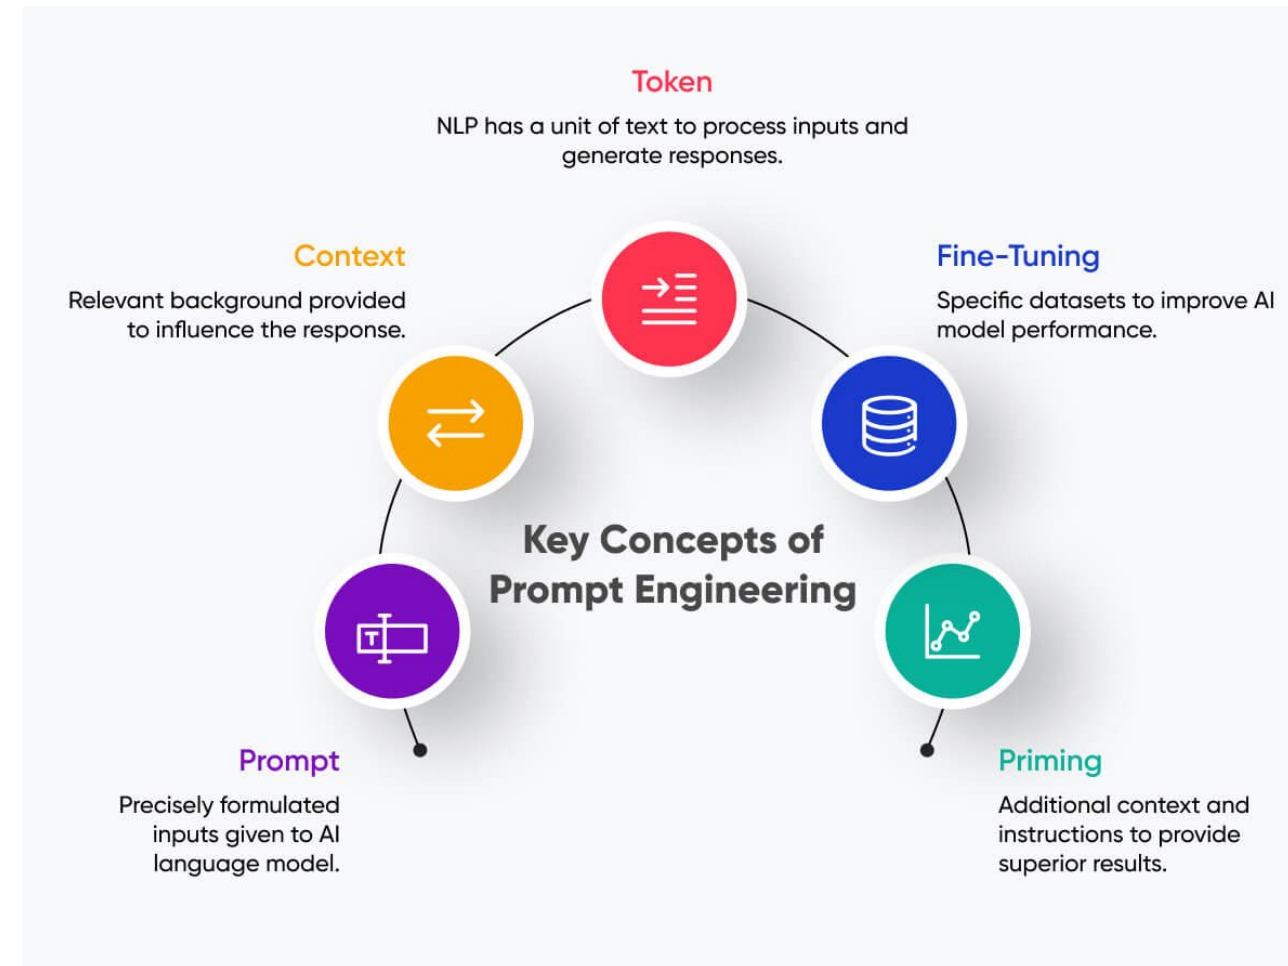 Token
NLP has a unit of text to process inputs and
generate responses.
Context
Relevant background provided
to influence the response.
Fine-Tuning
Specific datasets to improve AI
model performance.
Key Concepts of
Prompt Engineering
T
Prompt
Precisely formulated
inputs given to AI
language model.
Priming
Additional context and
instructions to provide
superior results.